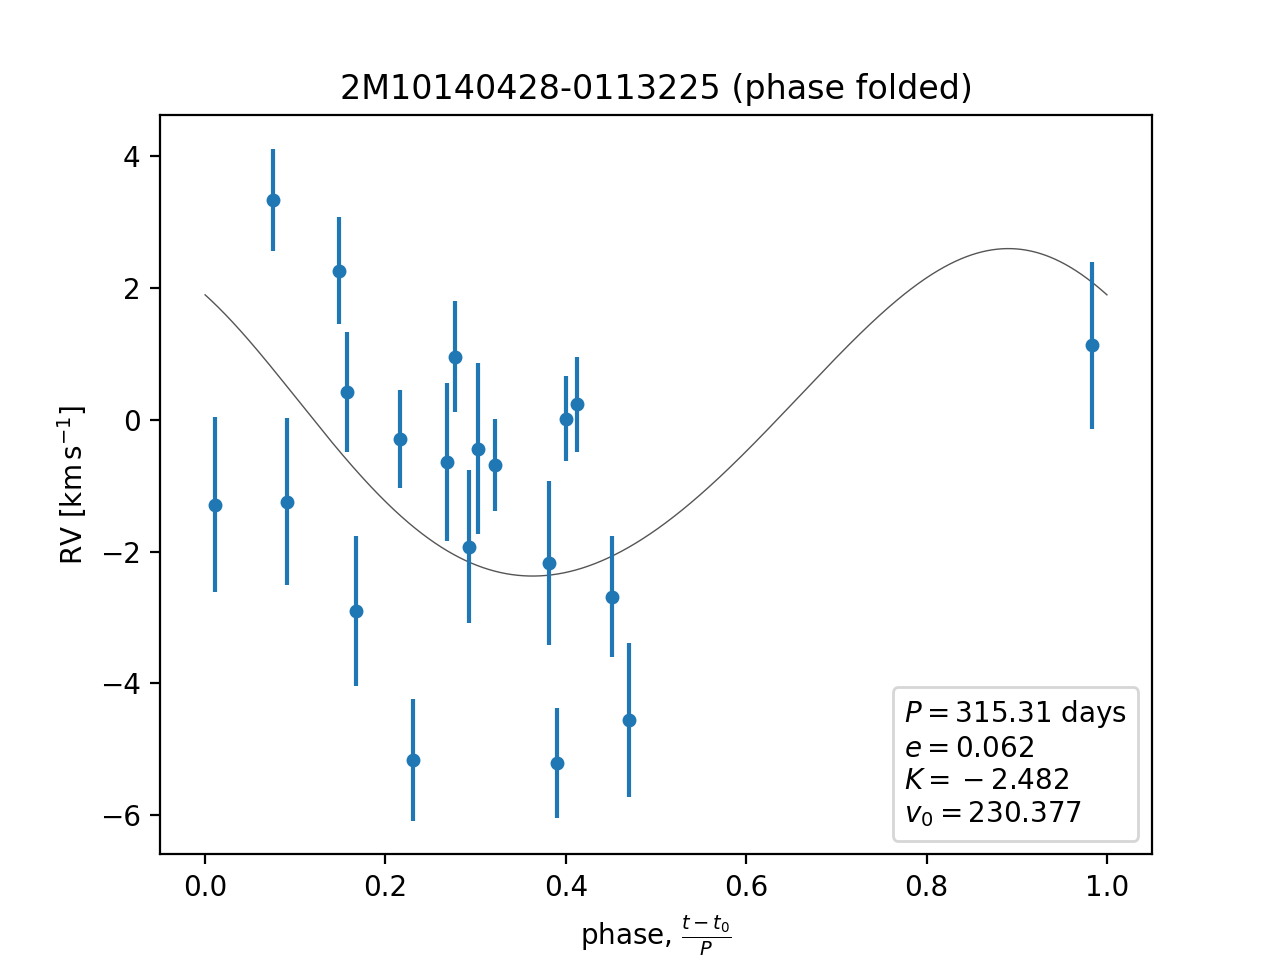 2M10140428-0113225 (phase folded)
4
2
0
−2
−4
−6
RV [km s⁻¹]
P = 315.31 days
e = 0.062
K = − 2.482
v₀ = 230.377
0.0 0.2 0.4 0.6 0.8 1.0
phase, (t − t₀)/P